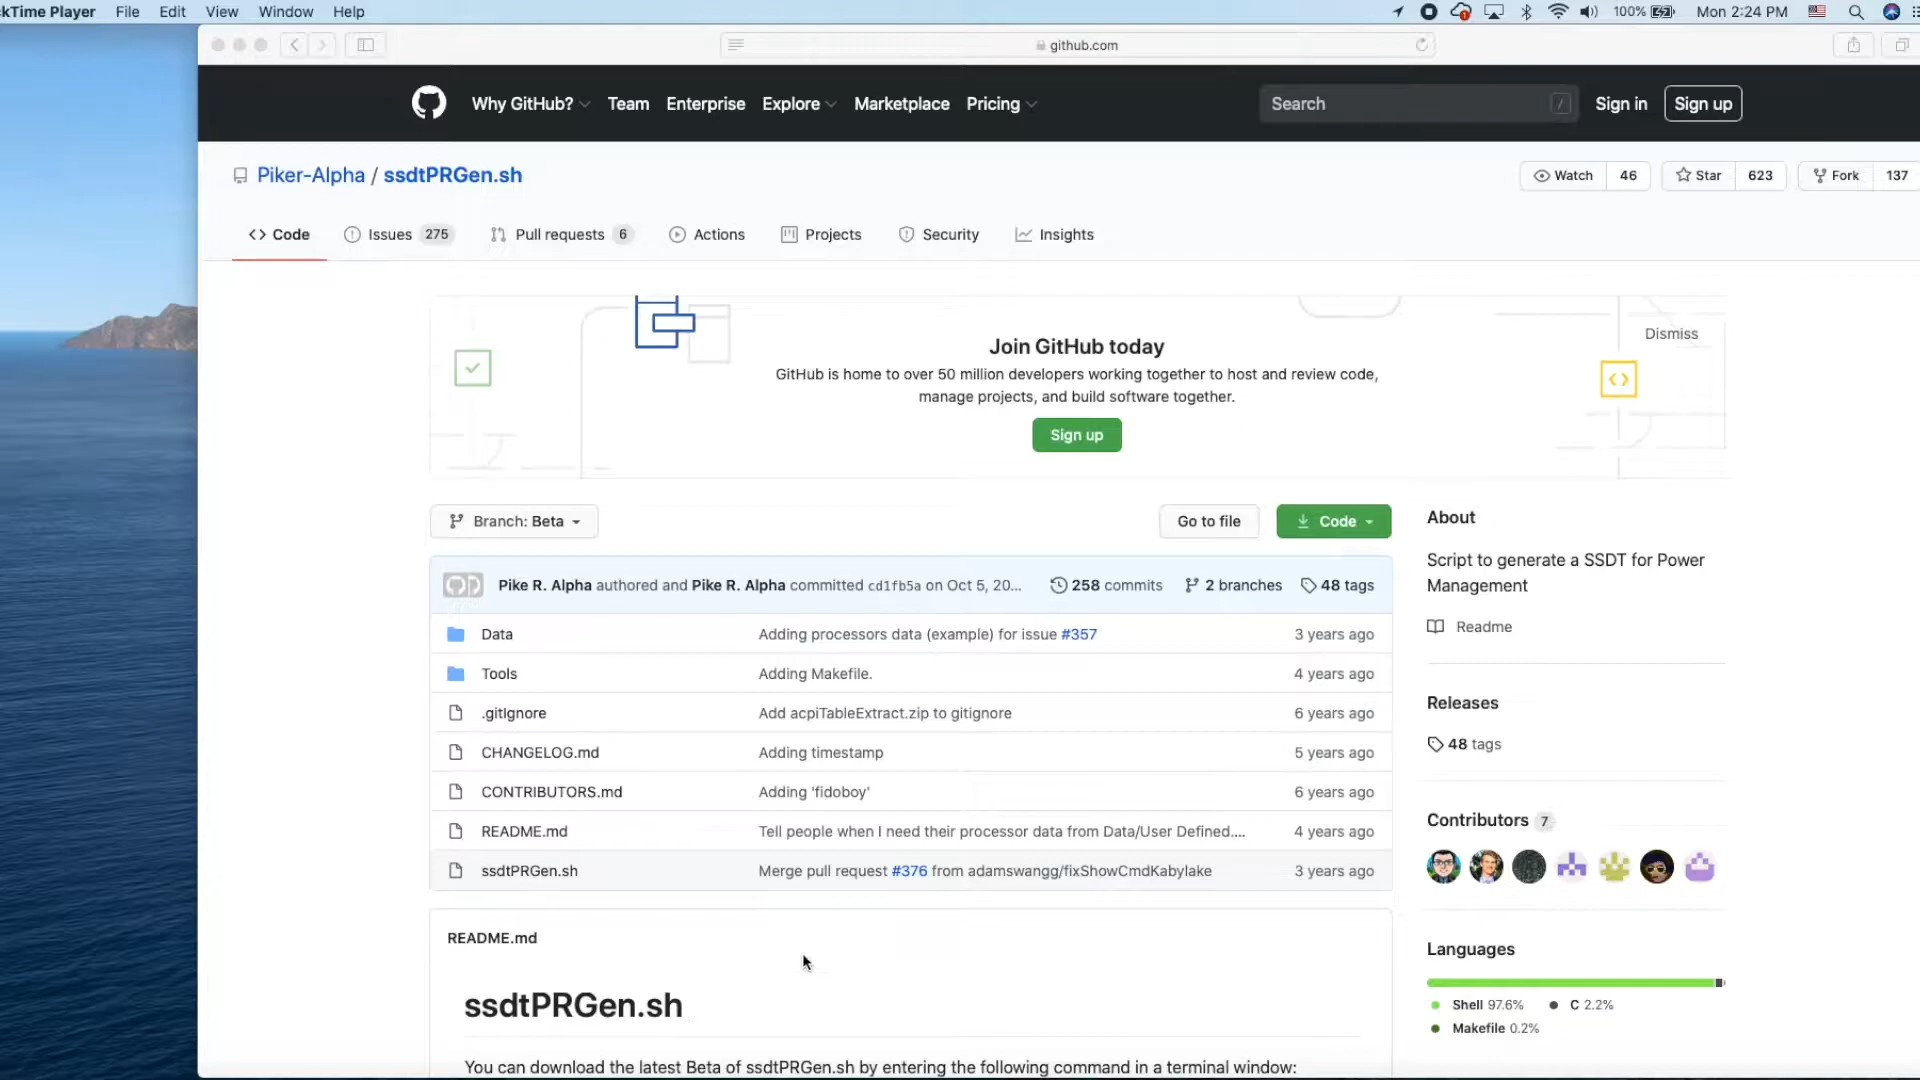 ckTime Player File Edit View Window Help 100% Mon 2:24 PM
github.com
Why GitHub? Team Enterprise Explore Marketplace Pricing Search / Sign in Sign up
Piker-Alpha / ssdtPRGen.sh Watch 46 Star 623 Fork 137
Code Issues 275 Pull requests 6 Actions Projects Security Insights
Dismiss
Join GitHub today
GitHub is home to over 50 million developers working together to host and review code,
manage projects, and build software together.
Sign up
Branch: Beta Go to file Code
Pike R. Alpha authored and Pike R. Alpha committed cd1fb5a on Oct 5, 20... 258 commits 2 branches 48 tags
Data Adding processors data (example) for issue #357 3 years ago
Tools Adding Makefile. 4 years ago
.gitIgnore Add acpiTableExtract.zip to gitignore 6 years ago
CHANGELOG.md Adding timestamp 5 years ago
CONTRIBUTORS.md Adding 'fidoboy' 6 years ago
README.md Tell people when I need their processor data from Data/User Defined.... 4 years ago
ssdtPRGen.sh Merge pull request #376 from adamswangg/fixShowCmdKabylake 3 years ago
README.md
ssdtPRGen.sh
You can download the latest Beta of ssdtPRGen.sh by entering the following command in a terminal window:
About
Script to generate a SSDT for Power
Management
Readme
Releases
48 tags
Contributors 7
Languages
Shell 97.6% C 2.2%
Makefile 0.2%